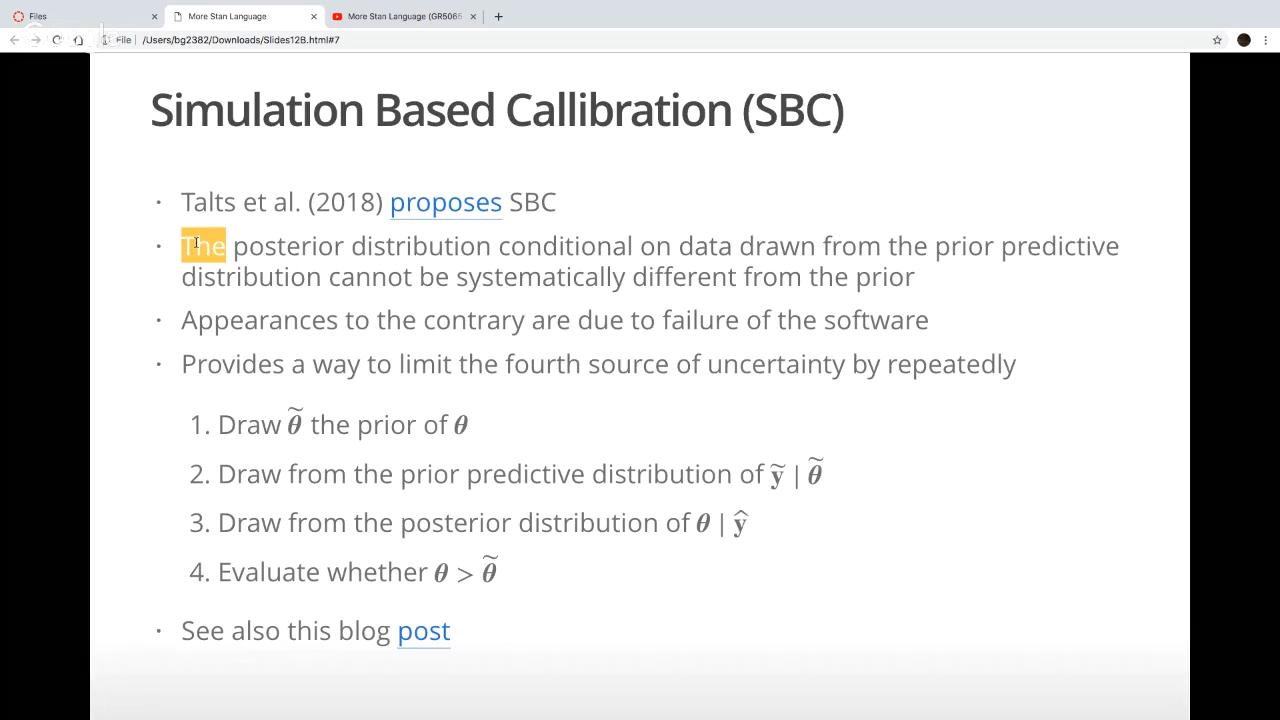 Files
More Stan Language
More Stan Language (GR5065
File
/Users/bg2382/Downloads/Slides12B.html#7
Simulation Based Callibration (SBC)
· Talts et al. (2018) proposes SBC
· The posterior distribution conditional on data drawn from the prior predictive
distribution cannot be systematically different from the prior
· Appearances to the contrary are due to failure of the software
· Provides a way to limit the fourth source of uncertainty by repeatedly
1. Draw θ̃ the prior of θ
2. Draw from the prior predictive distribution of ỹ | θ̃
3. Draw from the posterior distribution of θ | ŷ
4. Evaluate whether θ > θ̃
· See also this blog post